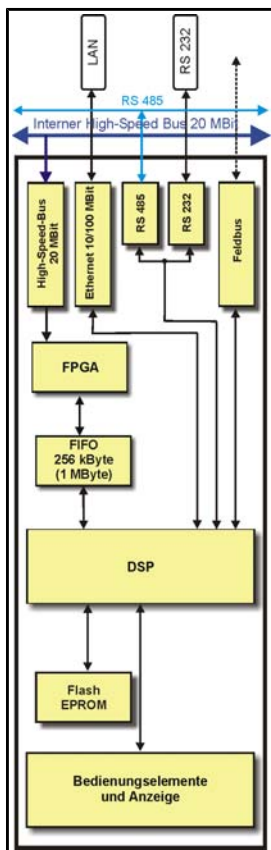 LAN
RS 232
RS 485
Interner High-Speed Bus 20 MBit
High-Speed-Bus
20 MBit
Ethernet 10/100 MBit
RS 485
RS 232
Feldbus
FPGA
FIFO
256 kByte
(1 MByte)
DSP
Flash
EPROM
Bedienungselemente
und Anzeige